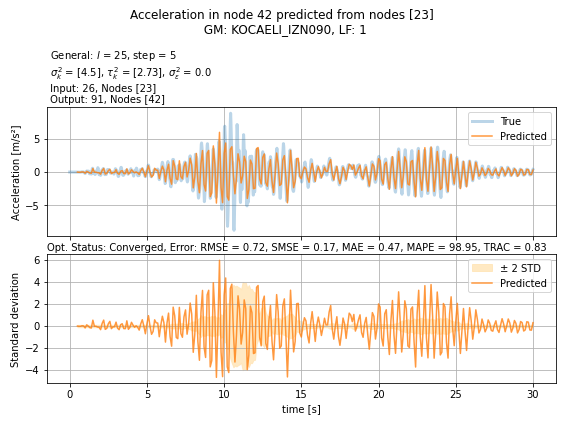 Acceleration in node 42 predicted from nodes [23]
GM: KOCAELI_IZN090, LF: 1
General: l = 25, step = 5
σ²ₖ = [4.5], τ²ₖ = [2.73], σ²ε = 0.0
Input: 26, Nodes [23]
Output: 91, Nodes [42]
True
Predicted
Acceleration [m/s²]
5
0
−5
Opt. Status: Converged, Error: RMSE = 0.72, SMSE = 0.17, MAE = 0.47, MAPE = 98.95, TRAC = 0.83
± 2 STD
Predicted
Standard deviation
6
4
2
0
−2
−4
0 5 10 15 20 25 30
time [s]